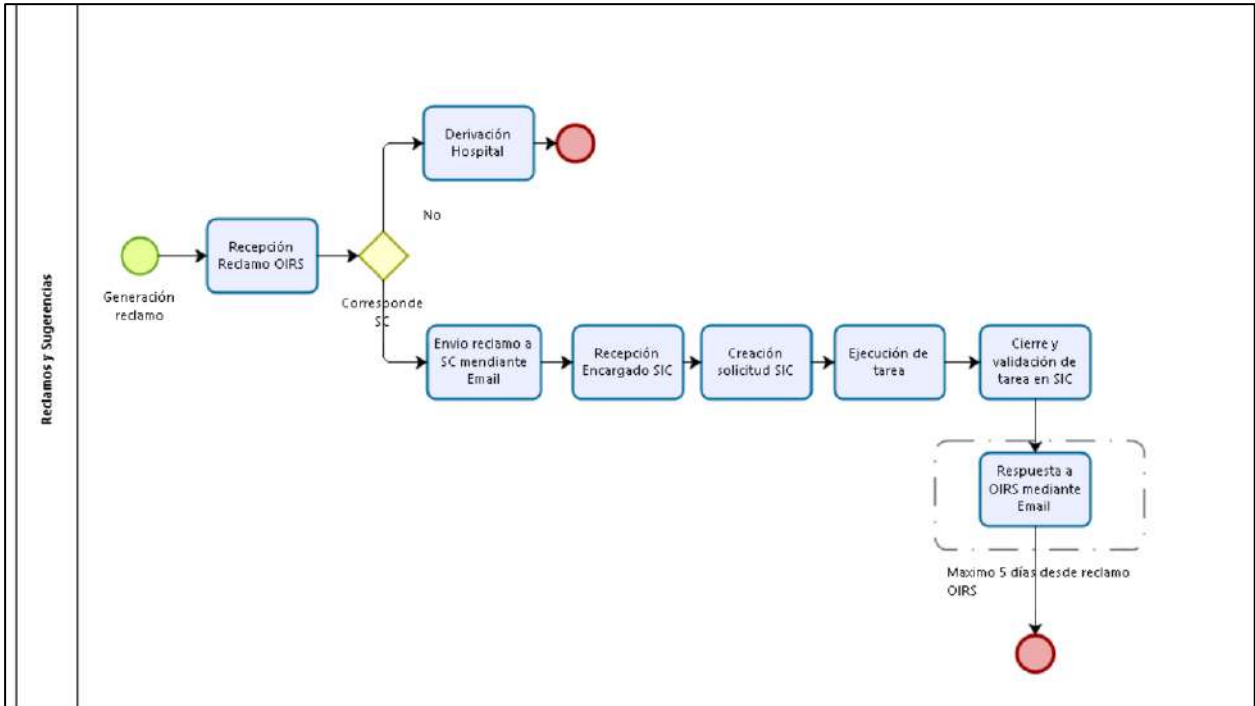 Reclamos y Sugerencias
Generación
reclamo
Recepción
Reclamo OIRS
Corresponde
SC
No
Derivación
Hospital
Envio reclamo a
SC mendiante
Email
Recepción
Encargado SIC
Creación
solicitud SIC
Ejecución de
tarea
Cierre y
validación de
tarea en SIC
Respuesta a
OIRS mediante
Email
Maximo 5 días desde reclamo
OIRS